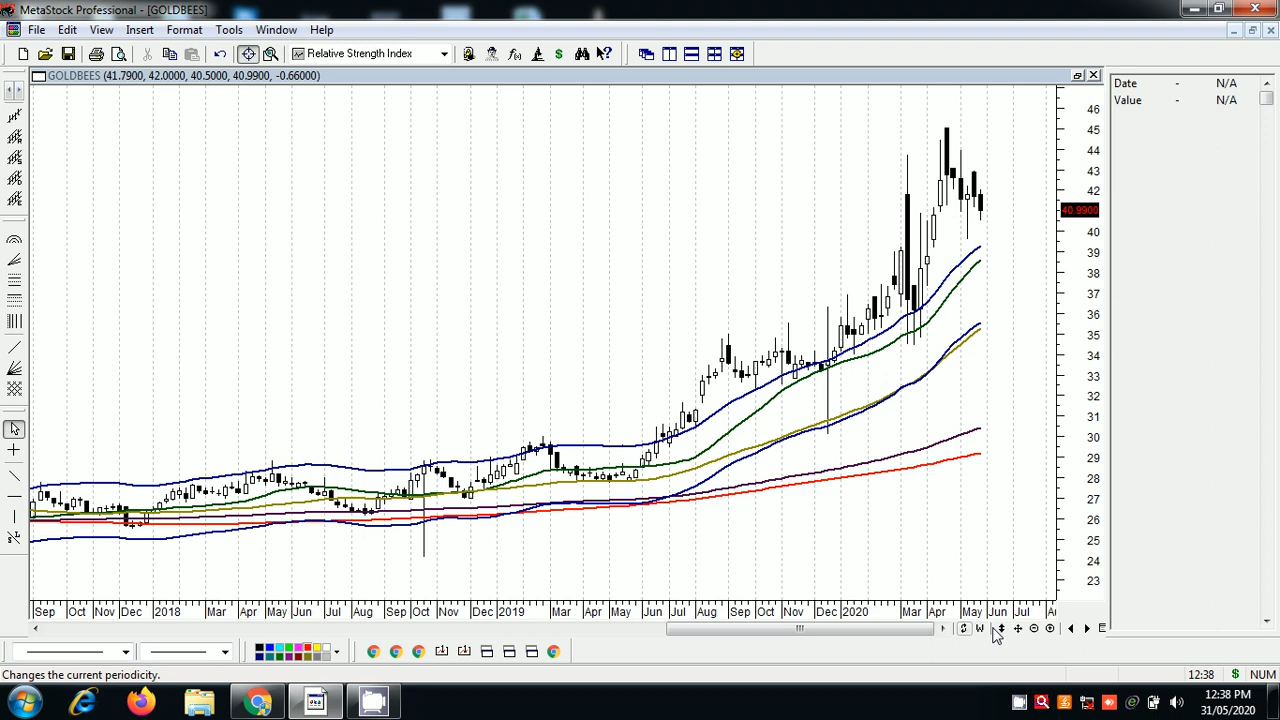 MetaStock Professional - [GOLDBEES]
File Edit View Insert Format Tools Window Help
Relative Strength Index
GOLDBEES (41.7900, 42.0000, 40.5000, 40.9900, -0.66000)
Date - N/A
Value - N/A
46
45
44
43
42
40.9900
40
39
38
37
36
35
34
33
32
31
30
29
28
27
26
25
24
23
Sep Oct Nov Dec 2018 Mar Apr May Jun Jul Aug Sep Oct Nov Dec 2019 Mar Apr May Jun Jul Aug Sep Oct Nov Dec 2020 Mar Apr May Jun Jul
W
Changes the current periodicity.
12:38 $ NUM
12:38 PM
31/05/2020